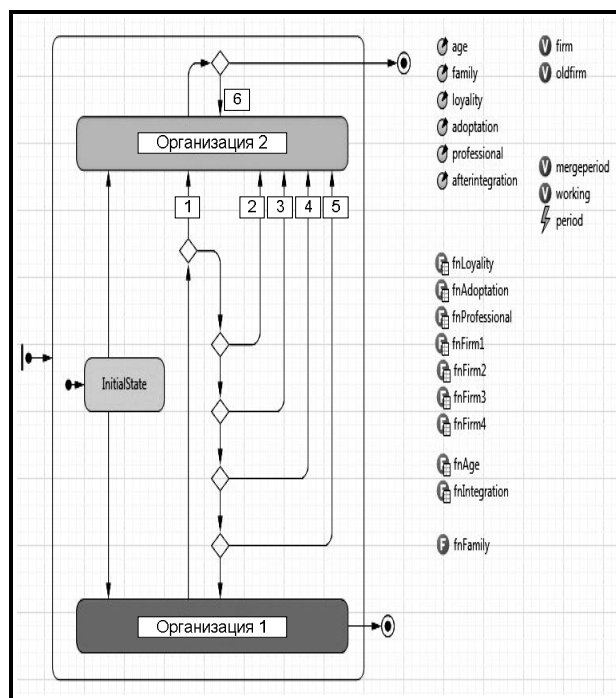 6
Организация 2
1
2
3
4
5
InitialState
Организация 1
age
family
loyality
adoptation
professional
afterintegration
firm
oldfirm
mergeperiod
working
period
fnLoyality
fnAdoptation
fnProfessional
fnFirm1
fnFirm2
fnFirm3
fnFirm4
fnAge
fnIntegration
fnFamily